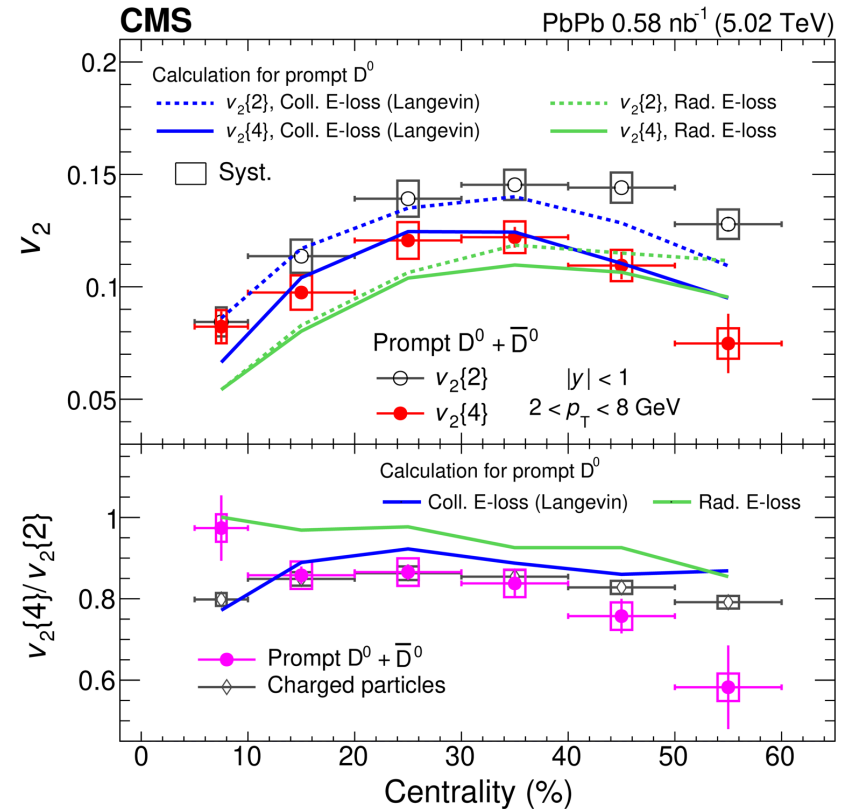 CMS PbPb 0.58 nb⁻¹ (5.02 TeV)
Calculation for prompt D⁰
v₂{2}, Coll. E-loss (Langevin) v₂{2}, Rad. E-loss
v₂{4}, Coll. E-loss (Langevin) v₂{4}, Rad. E-loss
Syst.
0.2
0.15
0.1
0.05
v₂
Prompt D⁰ + D̅⁰
v₂{2} |y| < 1
v₂{4} 2 < p_T < 8 GeV
Calculation for prompt D⁰
Coll. E-loss (Langevin) Rad. E-loss
1
0.8
0.6
v₂{4}/v₂{2}
Prompt D⁰ + D̅⁰
Charged particles
0 10 20 30 40 50 60
Centrality (%)